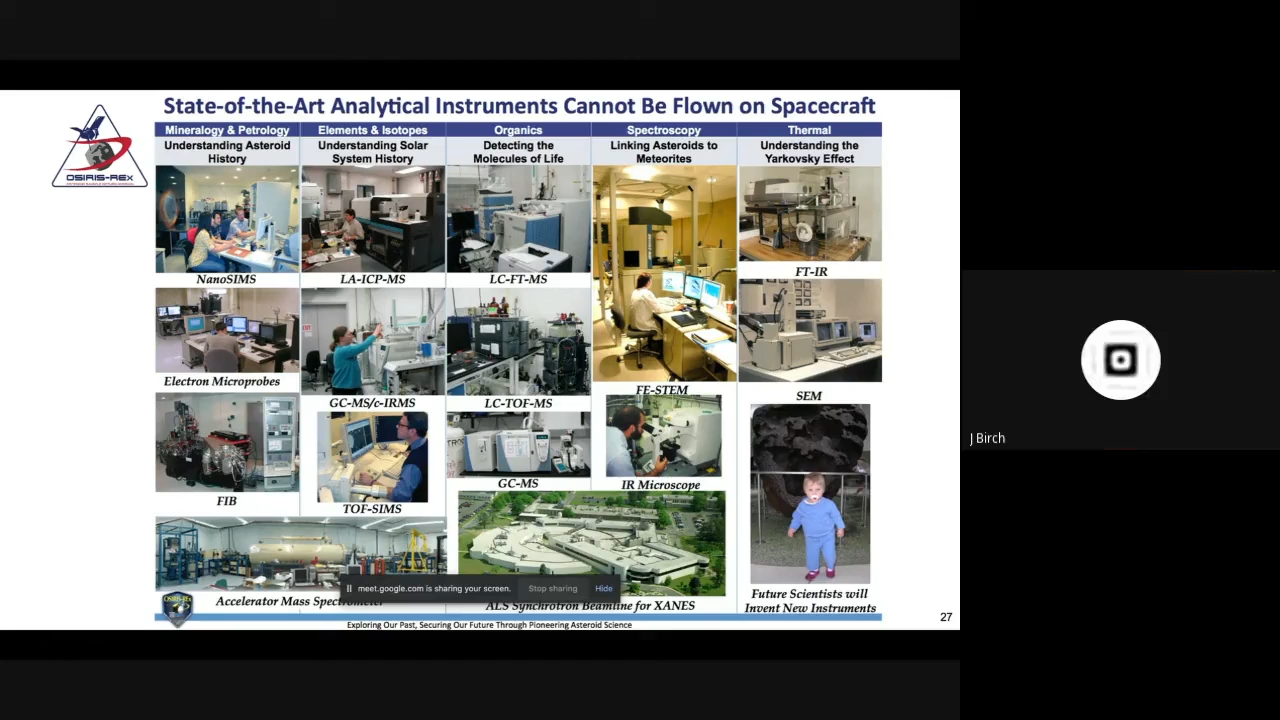 State-of-the-Art Analytical Instruments Cannot Be Flown on Spacecraft
OSIRIS-REx
Mineralogy & Petrology
Elements & Isotopes
Organics
Spectroscopy
Thermal
Understanding Asteroid
History
Understanding Solar
System History
Detecting the
Molecules of Life
Linking Asteroids to
Meteorites
Understanding the
Yarkovsky Effect
NanoSIMS
LA-ICP-MS
LC-FT-MS
FT-IR
Electron Microprobes
GC-MS/c-IRMS
LC-TOF-MS
FE-STEM
SEM
FIB
TOF-SIMS
GC-MS
IR Microscope
meet.google.com is sharing your screen.
Stop sharing
Hide
Accelerator Mass Spectrometer
ALS Synchrotron Beamline for XANES
Future Scientists will
Invent New Instruments
OSIRIS-REx
Exploring Our Past, Securing Our Future Through Pioneering Asteroid Science
27
J Birch